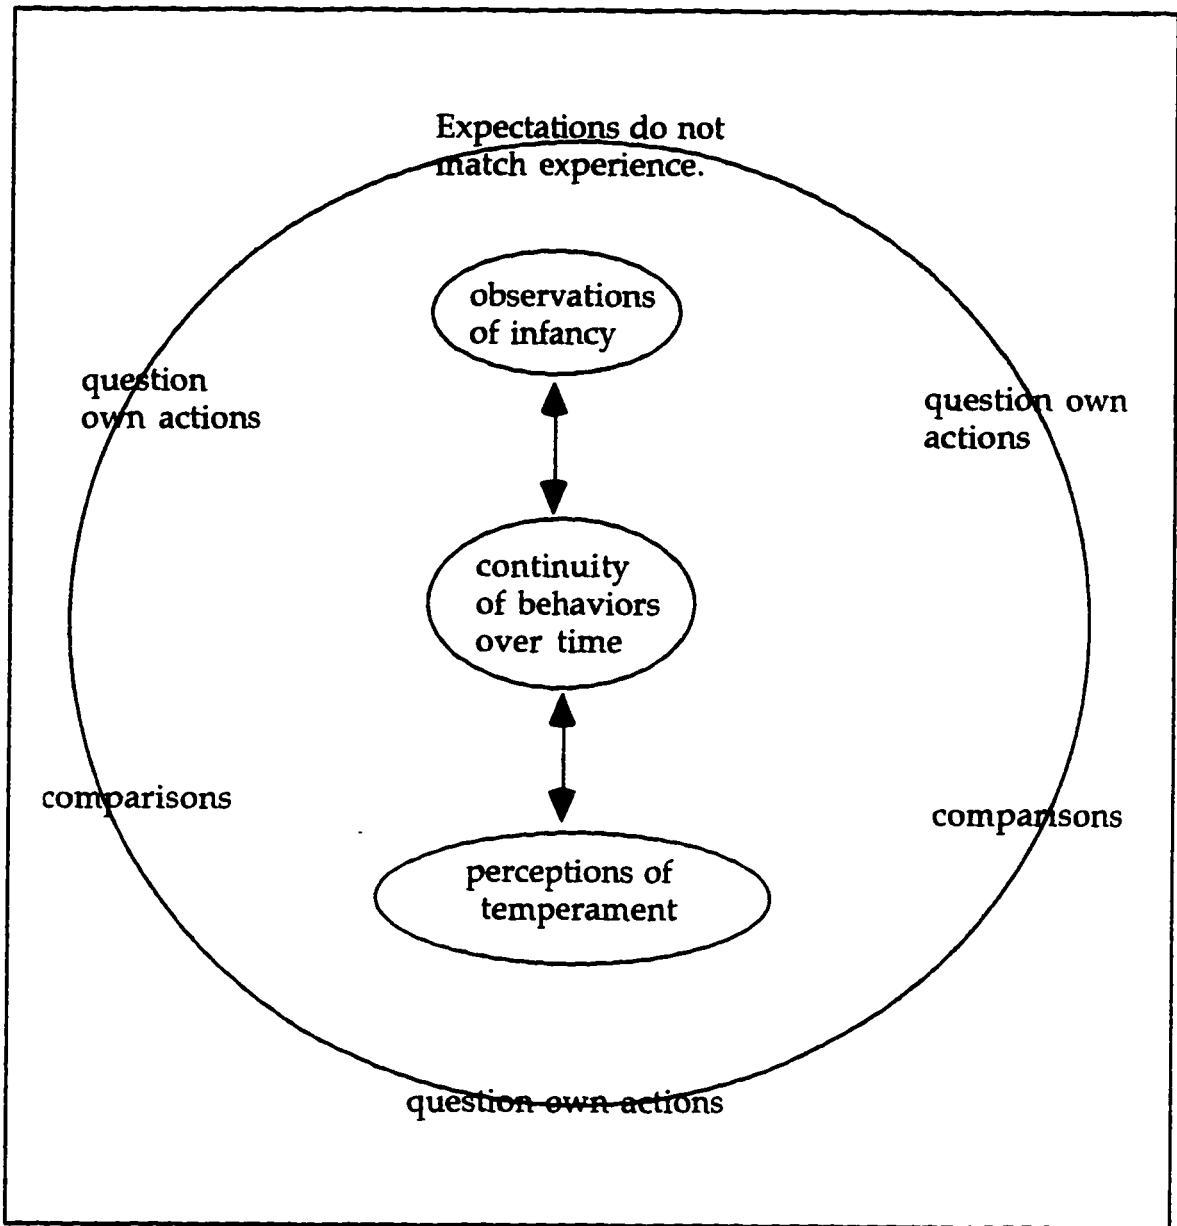 Expectations do not
match experience.
observations
of infancy
question
own actions
question own
actions
continuity
of behaviors
over time
comparisons
comparisons
perceptions of
temperament
question own actions